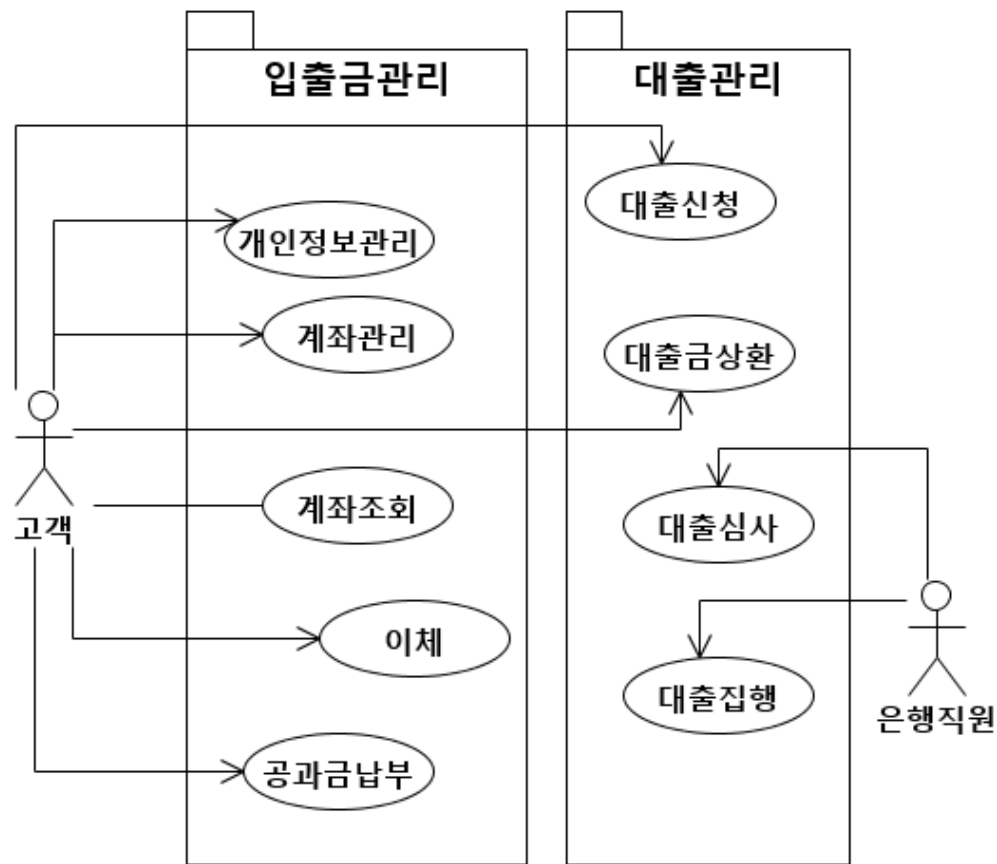 입출금관리
대출관리
대출신청
개인정보관리
계좌관리
대출금상환
계좌조회
고객
대출심사
이체
대출집행
은행직원
공과금납부